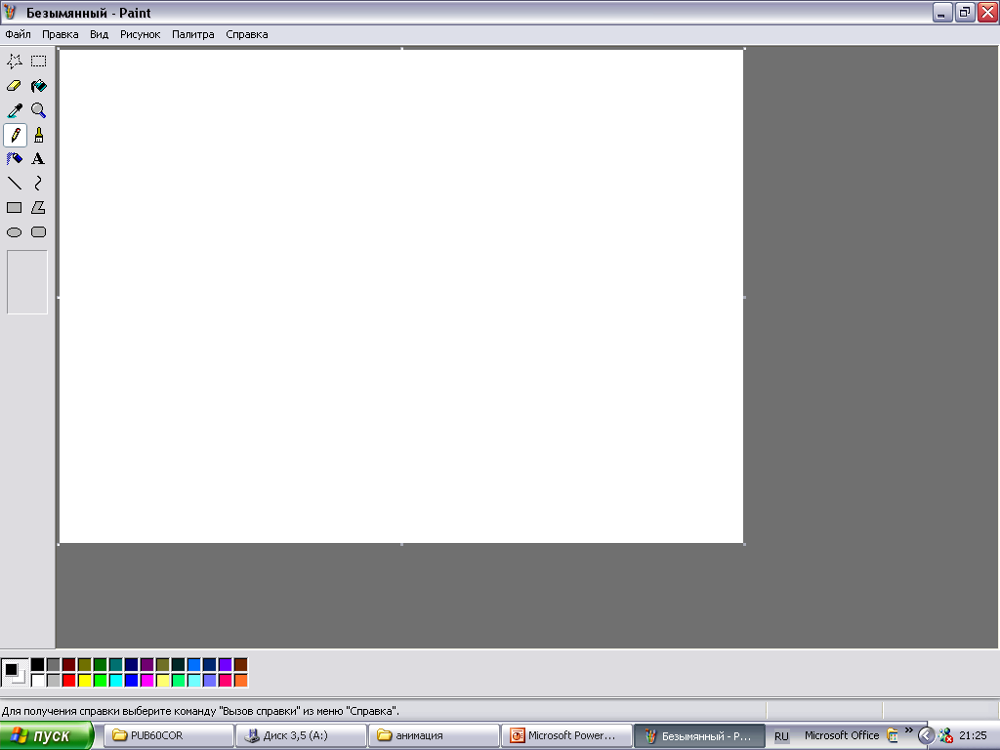 Безымянный - Paint
Файл Правка Вид Рисунок Палитра Справка
A
Для получения справки выберите команду "Вызов справки" из меню "Справка".
пуск PUB60COR Диск 3,5 (A:) анимация Microsoft Power... Безымянный - P... RU Microsoft Office » 21:25